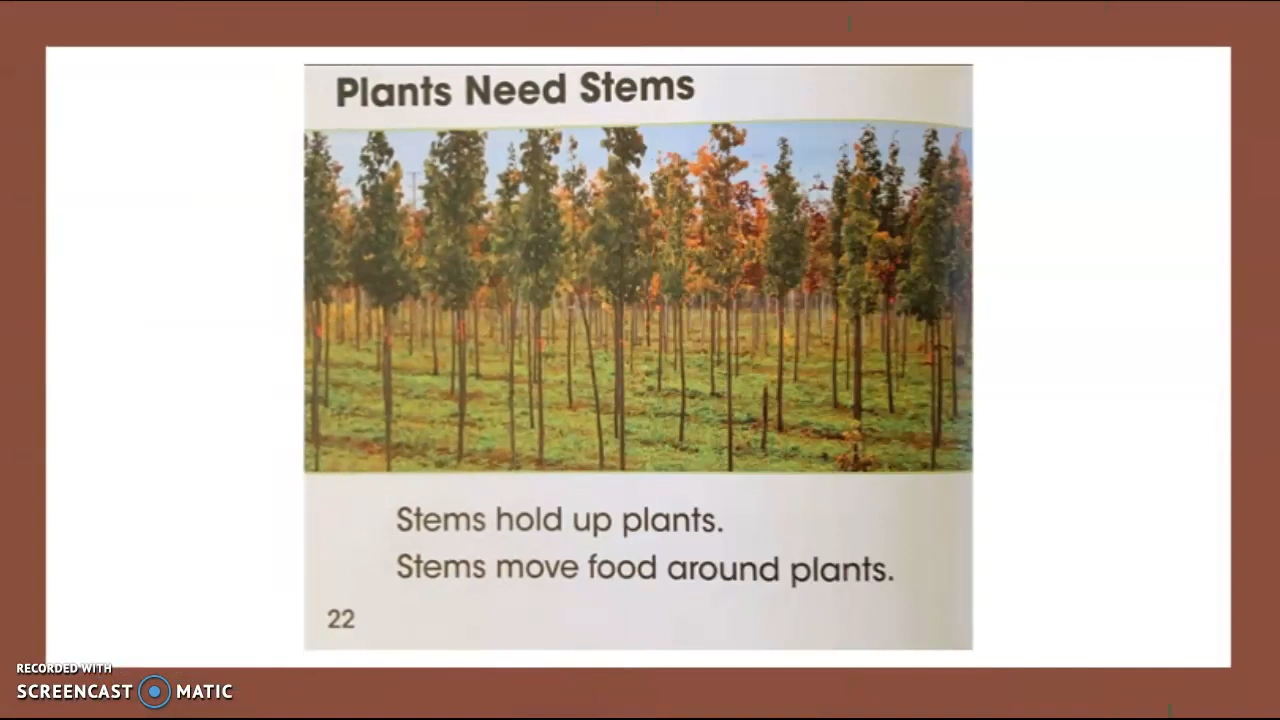 Plants Need Stems
Stems hold up plants.
Stems move food around plants.
22
RECORDED WITH
SCREENCAST MATIC